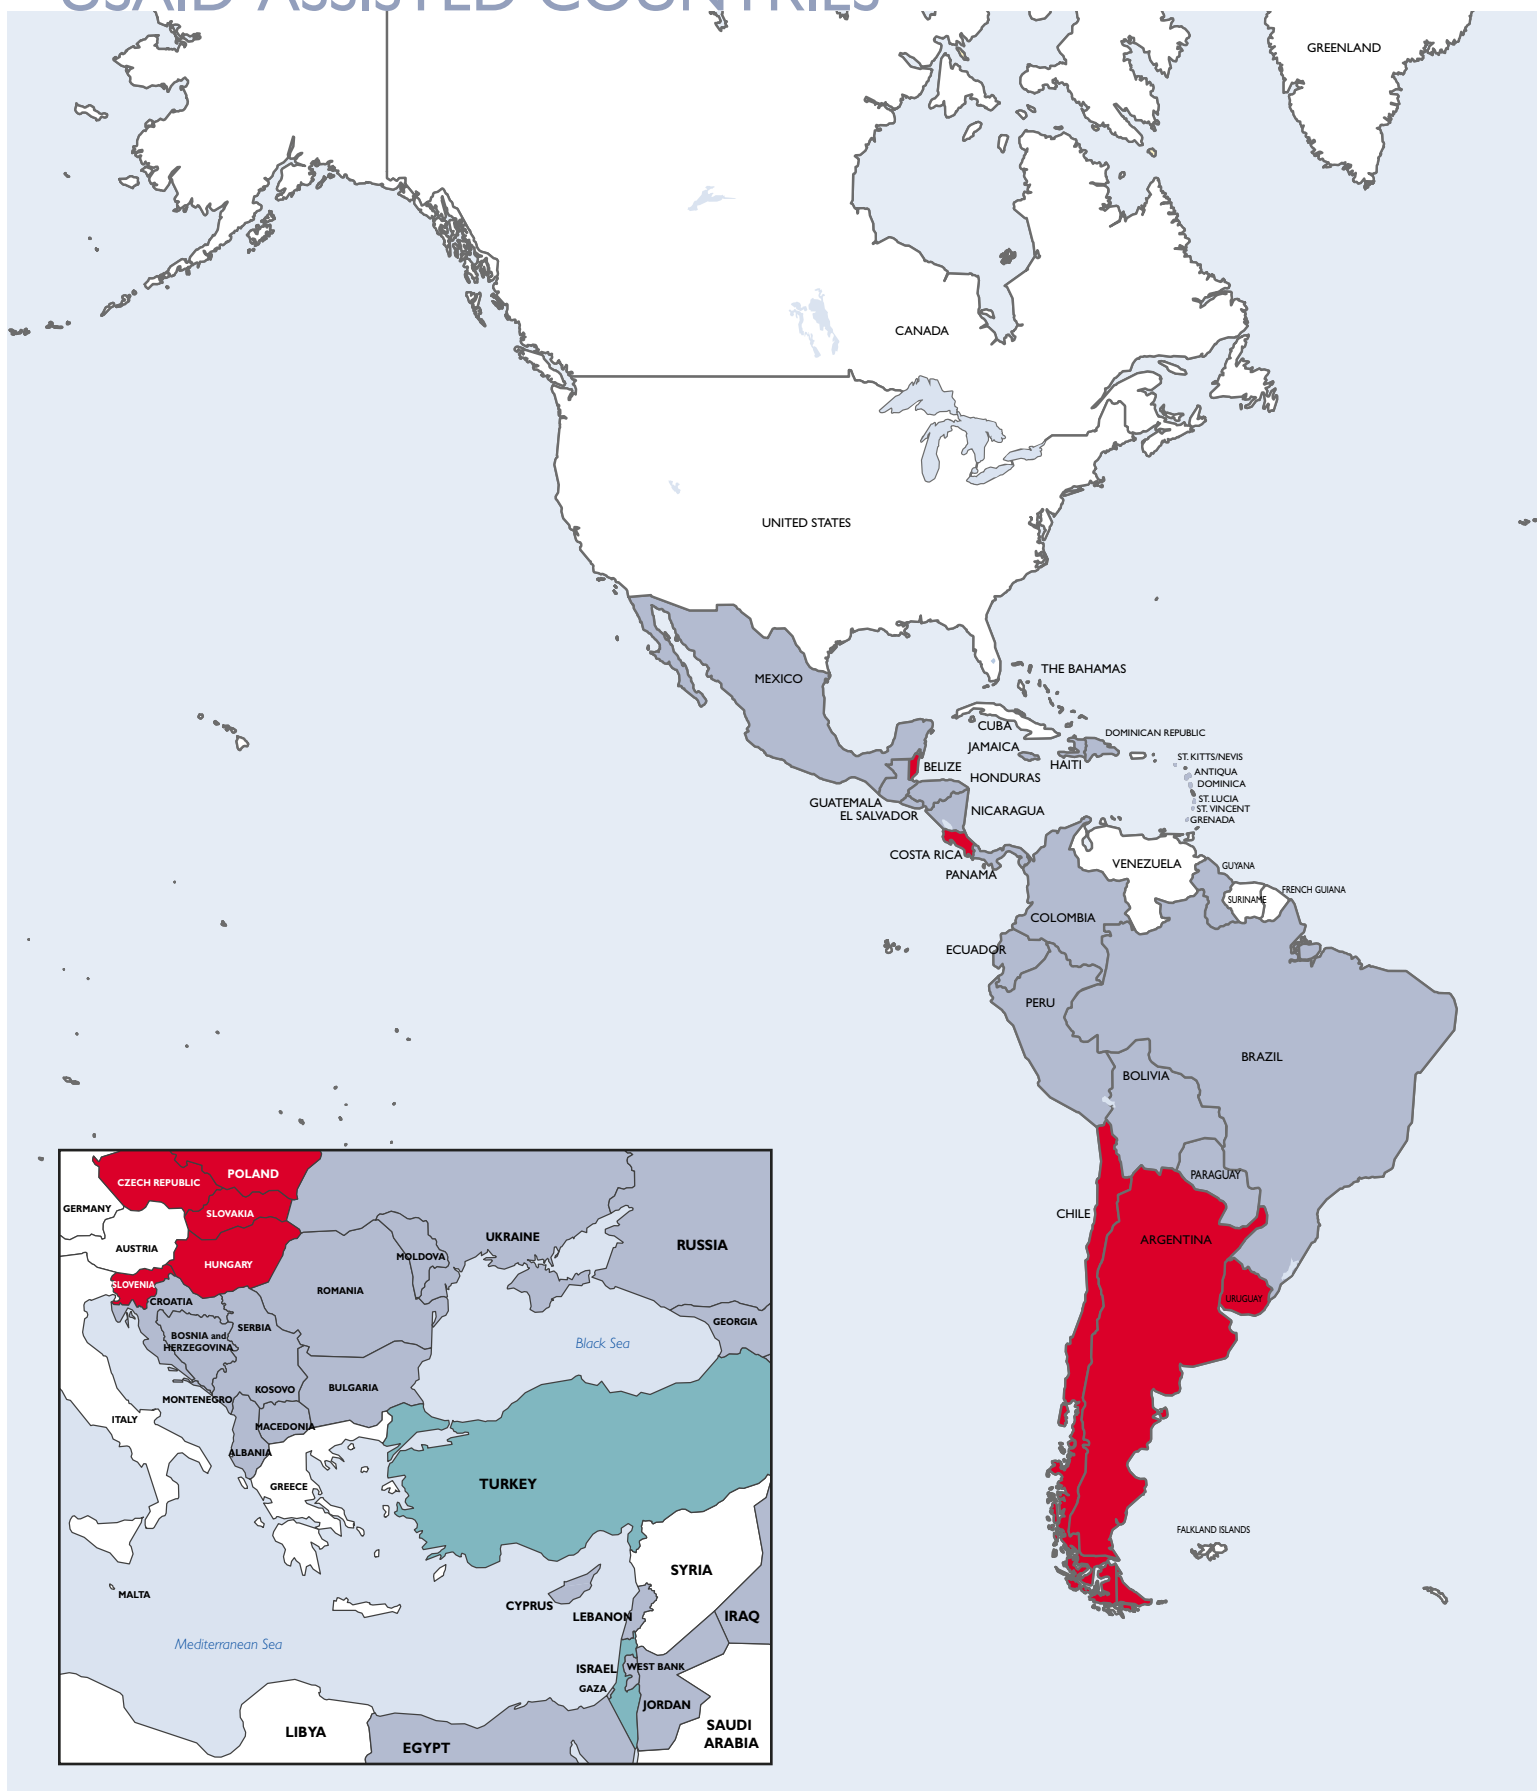 USAID ASSISTED COUNTRIES
GREENLAND
CANADA
UNITED STATES
MEXICO
THE BAHAMAS
CUBA
DOMINICAN REPUBLIC
JAMAICA
HAITI
ST. KITTS/NEVIS
BELIZE
ANTIQUA
HONDURAS
DOMINICA
GUATEMALA
ST. LUCIA
EL SALVADOR
NICARAGUA
ST. VINCENT
GRENADA
COSTA RICA
PANAMA
VENEZUELA
GUYANA
SURINAME
FRENCH GUIANA
COLOMBIA
ECUADOR
PERU
BRAZIL
BOLIVIA
PARAGUAY
CHILE
ARGENTINA
URUGUAY
FALKLAND ISLANDS
POLAND
CZECH REPUBLIC
GERMANY
SLOVAKIA
AUSTRIA
UKRAINE
RUSSIA
MOLDOVA
HUNGARY
SLOVENIA
ROMANIA
CROATIA
GEORGIA
SERBIA
BOSNIA and
HERZEGOVINA
Black Sea
KOSOVO
BULGARIA
MONTENEGRO
ITALY
MACEDONIA
ALBANIA
GREECE
TURKEY
SYRIA
MALTA
CYPRUS
LEBANON
IRAQ
Mediterranean Sea
ISRAEL
WEST BANK
GAZA
JORDAN
LIBYA
EGYPT
SAUDI
ARABIA